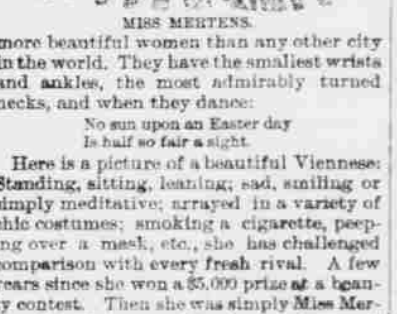 MISS MERTENS.
more beautiful women than any other city
in the world. They have the smallest wrists
and ankles, the most admirably turned
necks, and when they dance:
No sun upon an Easter day
Is half so fair a sight.
Here is a picture of a beautiful Viennese:
Standing, sitting, leaning; sad, smiling or
simply meditative; arrayed in a variety of
chic costumes; smoking a cigarette, peep-
ing over a mask, etc., she has challenged
comparison with every fresh rival. A few
years since she won a $5,000 prize at a beau-
ty contest. Then she was simply Miss Mer-